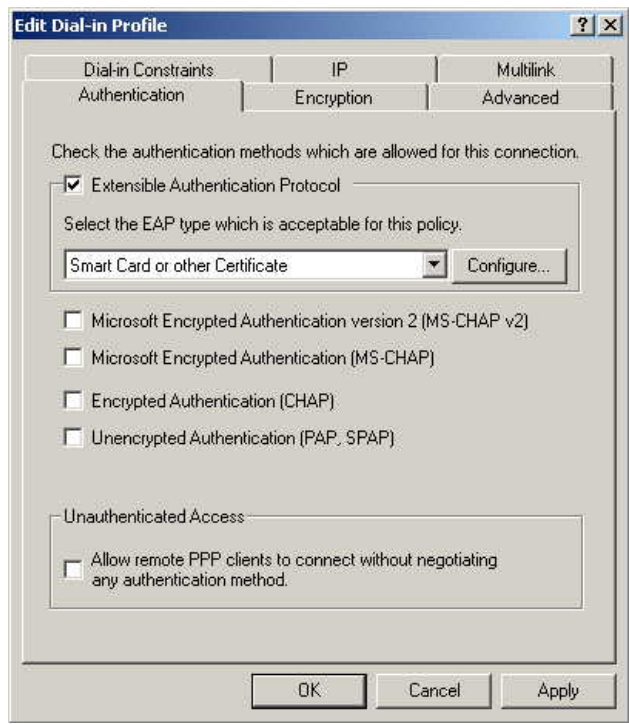 Edit Dial-in Profile
Dial-in Constraints
IP
Multilink
Authentication
Encryption
Advanced
Check the authentication methods which are allowed for this connection.
Extensible Authentication Protocol
Select the EAP type which is acceptable for this policy.
Smart Card or other Certificate
Configure...
Microsoft Encrypted Authentication version 2 (MS-CHAP v2)
Microsoft Encrypted Authentication (MS-CHAP)
Encrypted Authentication (CHAP)
Unencrypted Authentication (PAP, SPAP)
Unauthenticated Access
Allow remote PPP clients to connect without negotiating
any authentication method.
OK
Cancel
Apply